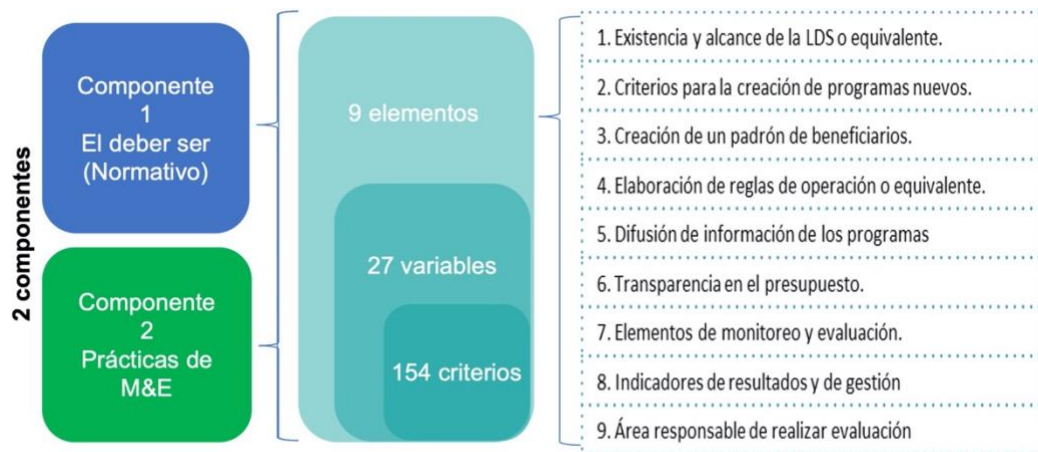 2 componentes
Componente
1
El deber ser
(Normativo)
Componente
2
Prácticas de
M&E
9 elementos
27 variables
154 criterios
1. Existencia y alcance de la LDS o equivalente.
2. Criterios para la creación de programas nuevos.
3. Creación de un padrón de beneficiarios.
4. Elaboración de reglas de operación o equivalente.
5. Difusión de información de los programas
6. Transparencia en el presupuesto.
7. Elementos de monitoreo y evaluación.
8. Indicadores de resultados y de gestión
9. Área responsable de realizar evaluación